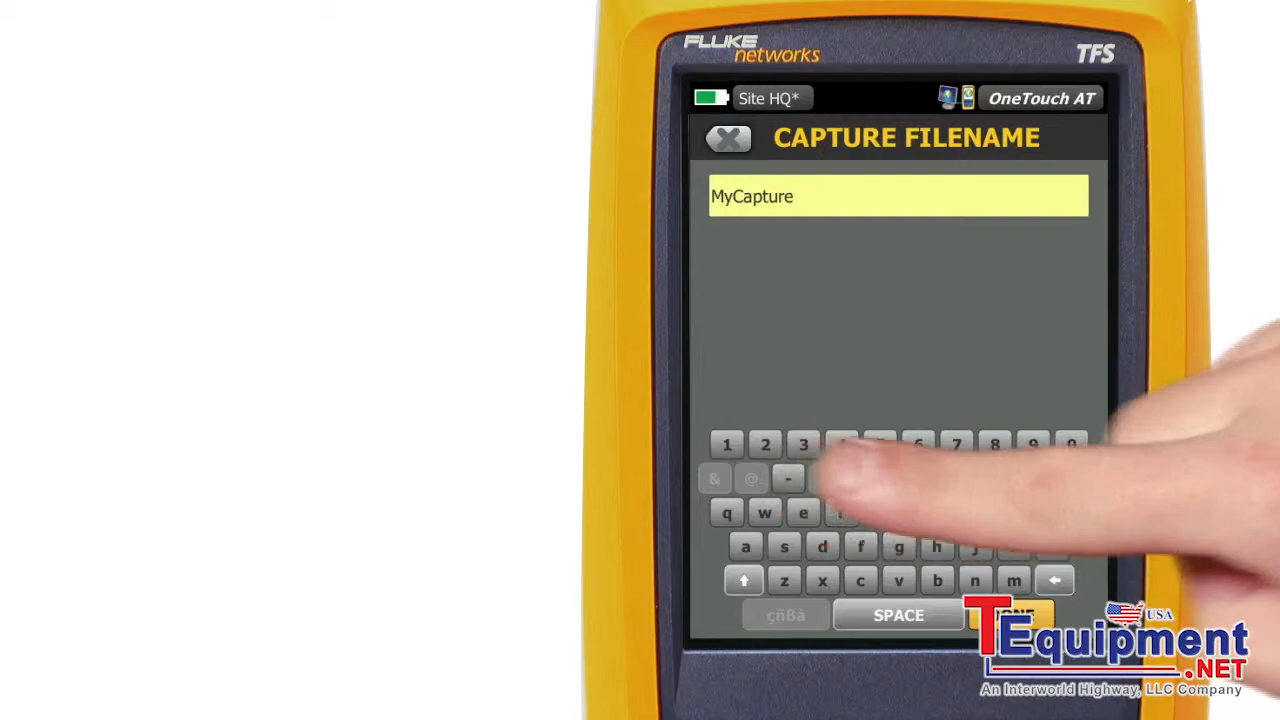 FLUKE
networks
TFS
Site HQ*
OneTouch AT
CAPTURE FILENAME
MyCapture
1 2 3 6 7 8 9
& @ -
q w e
a s d f g h j
z x c v b n m
çñßà SPACE
USA
TEquipment
.NET
An Interworld Highway, LLC Company